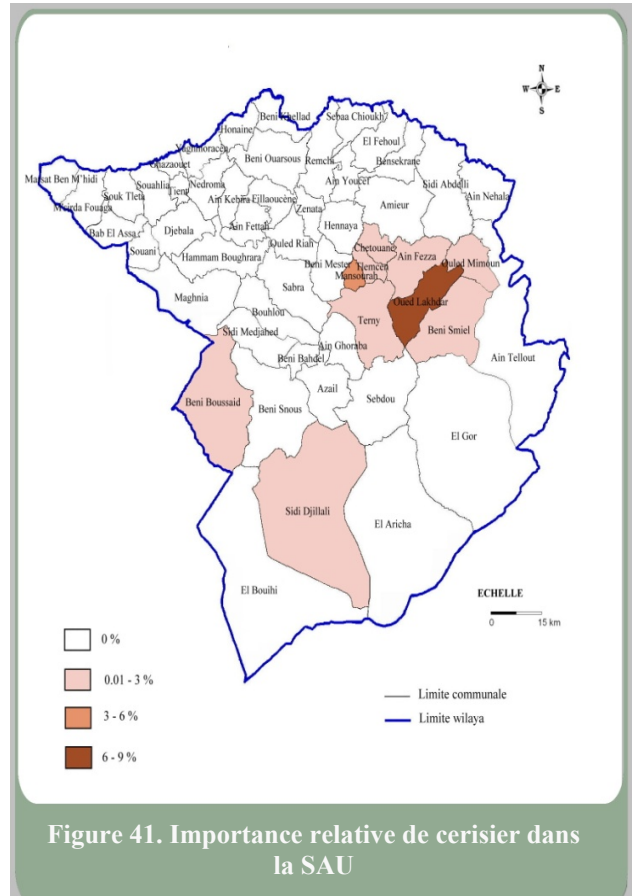 N
W E
S
Beni Khellad
Sebaa Chioukh
Honaine
El Fehoul
Yaghmoracen
Beni Ouarsous
Remchi
Bensekrane
Ghazaouet
Marsat Ben M'hidi
Souahlia
Tient
Nedroma
Ain Youcef
Sidi Abdelli
Ain Nehala
Souk Tleta
Ain Kebira
Fillaoucène
Amieur
Msirda Fouaga
Zenata
Bab El Assa
Djebala
Ain Fettah
Hennaya
Souani
Ouled Riah
Chetouane
Hammam Boughrara
Beni Mester
Tlemcen
Ain Fezza
Ouled Mimoun
Mansourah
Sabra
Maghnia
Oued Lakhdar
Bouhlou
Terny
Beni Smiel
Sidi Medjahed
Ain Ghoraba
Beni Bahdel
Ain Tellout
Beni Boussaid
Beni Snous
Azail
Sebdou
El Gor
Sidi Djillali
El Aricha
El Bouihi
ECHELLE
0 15 km
0 %
0.01 - 3 %
3 - 6 %
6 - 9 %
Limite communale
Limite wilaya
Figure 41. Importance relative de cerisier dans
la SAU